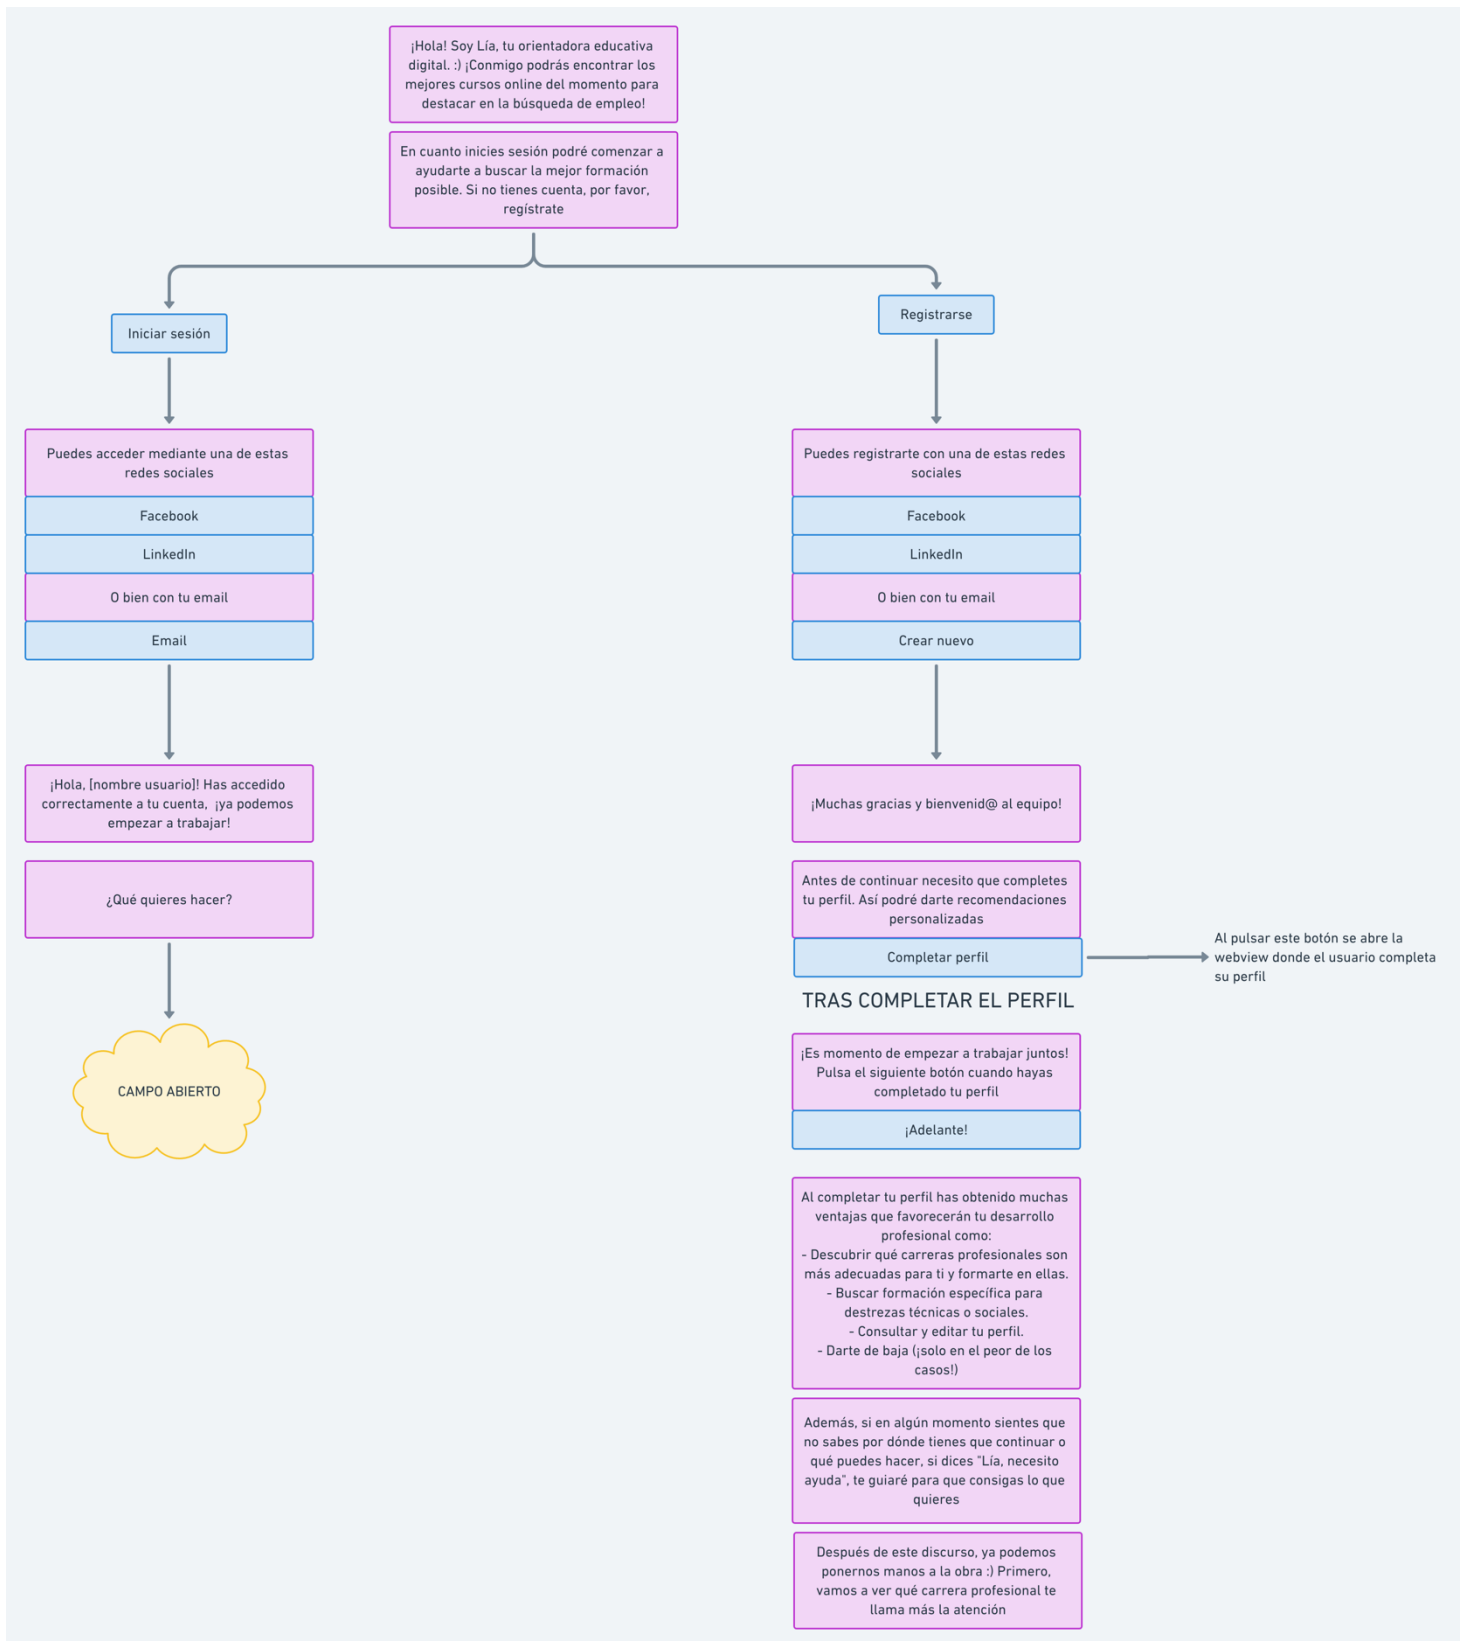 ¡Hola! Soy Lía, tu orientadora educativa
digital. :) ¡Conmigo podrás encontrar los
mejores cursos online del momento para
destacar en la búsqueda de empleo!
En cuanto inicies sesión podré comenzar a
ayudarte a buscar la mejor formación
posible. Si no tienes cuenta, por favor,
regístrate
Iniciar sesión
Puedes acceder mediante una de estas
redes sociales
Facebook
LinkedIn
O bien con tu email
Email
¡Hola, [nombre usuario]! Has accedido
correctamente a tu cuenta,  ¡ya podemos
empezar a trabajar!
¿Qué quieres hacer?
CAMPO ABIERTO
Registrarse
Puedes registrarte con una de estas redes
sociales
Facebook
LinkedIn
O bien con tu email
Crear nuevo
¡Muchas gracias y bienvenid@ al equipo!
Antes de continuar necesito que completes
tu perfil. Así podré darte recomendaciones
personalizadas
Completar perfil
Al pulsar este botón se abre la
webview donde el usuario completa
su perfil
TRAS COMPLETAR EL PERFIL
¡Es momento de empezar a trabajar juntos!
Pulsa el siguiente botón cuando hayas
completado tu perfil
¡Adelante!
Al completar tu perfil has obtenido muchas
ventajas que favorecerán tu desarrollo
profesional como:
- Descubrir qué carreras profesionales son
más adecuadas para ti y formarte en ellas.
- Buscar formación específica para
destrezas técnicas o sociales.
- Consultar y editar tu perfil.
- Darte de baja (¡solo en el peor de los
casos!)
Además, si en algún momento sientes que
no sabes por dónde tienes que continuar o
qué puedes hacer, si dices "Lía, necesito
ayuda", te guiaré para que consigas lo que
quieres
Después de este discurso, ya podemos
ponernos manos a la obra :) Primero,
vamos a ver qué carrera profesional te
llama más la atención